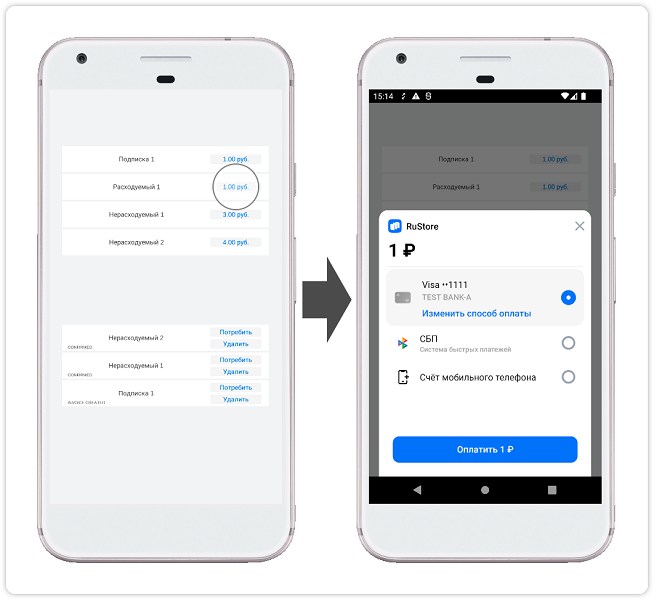 Подписка 1
1.00 руб.
Расходуемый 1
1.00 руб.
Нерасходуемый 1
3.00 руб.
Нерасходуемый 2
4.00 руб.
Нерасходуемый 2
Потребить
CONFIRMED
Удалить
Нерасходуемый 1
Потребить
CONFIRMED
Удалить
Подписка 1
Потребить
INVOICE CREATED
Удалить
15:14
Подписка 1
1.00 руб.
Расходуемый 1
1.00 руб.
RuStore
1 ₽
Visa ··1111
TEST BANK-A
Изменить способ оплаты
СБП
Система быстрых платежей
Счёт мобильного телефона
Оплатить 1 ₽